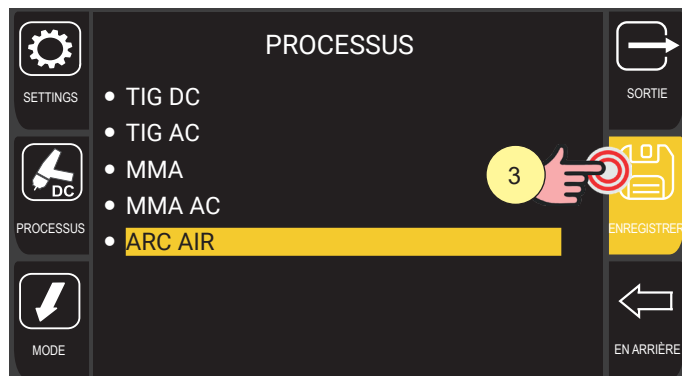 PROCESSUS
SETTINGS
PROCESSUS
DC
MODE
• TIG DC
• TIG AC
• MMA
• MMA AC
• ARC AIR
3
SORTIE
ENREGISTRER
EN ARRIÈRE